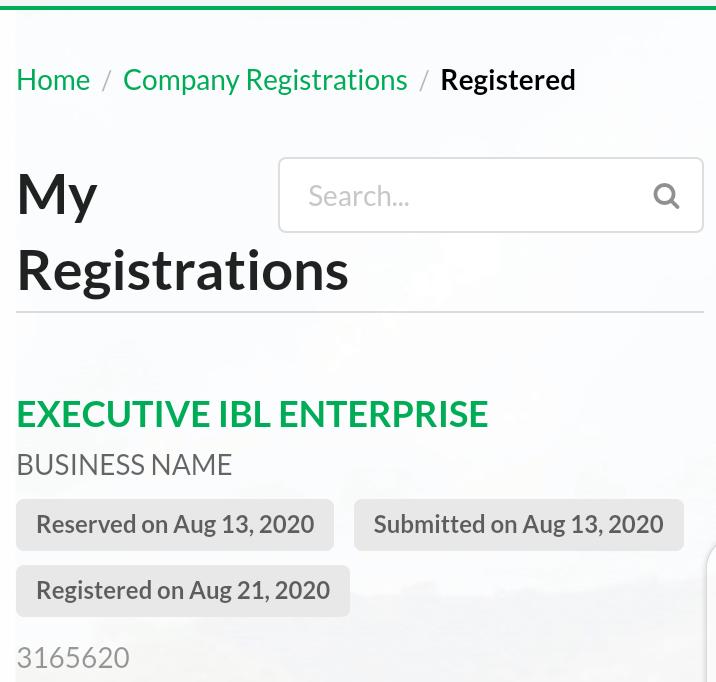 Home / Company Registrations / Registered
My Registrations
Search...
EXECUTIVE IBL ENTERPRISE
BUSINESS NAME
Reserved on Aug 13, 2020
Submitted on Aug 13, 2020
Registered on Aug 21, 2020
3165620